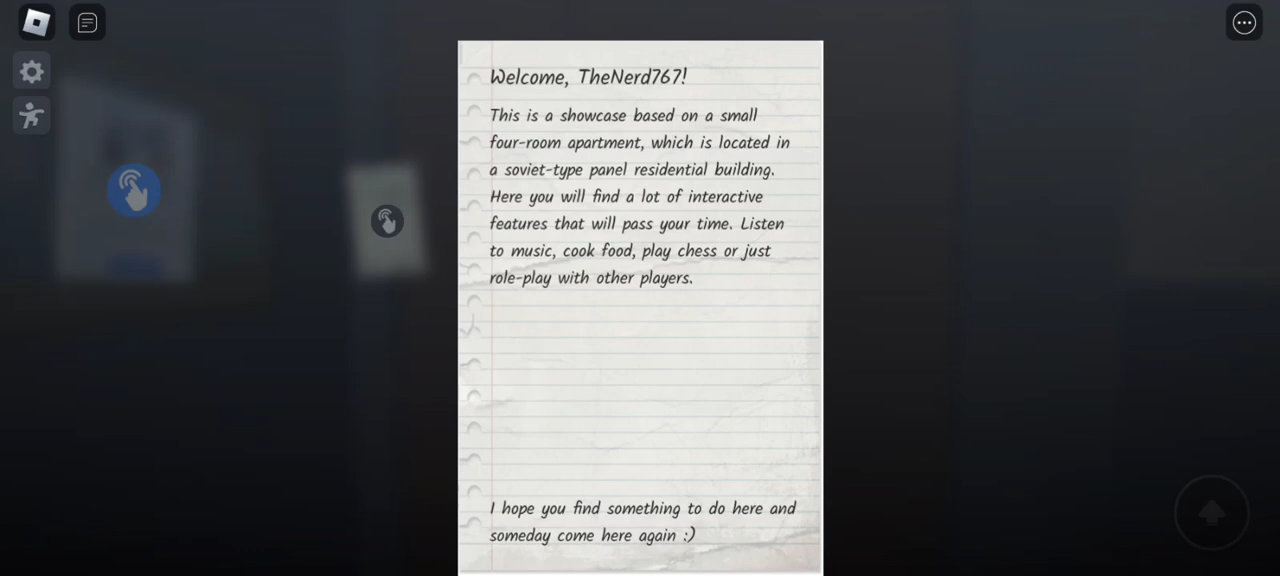 Welcome, TheNerd767!
This is a showcase based on a small
four-room apartment, which is located in
a soviet-type panel residential building.
Here you will find a lot of interactive
features that will pass your time. Listen
to music, cook food, play chess or just
role-play with other players.
I hope you find something to do here and
someday come here again :)